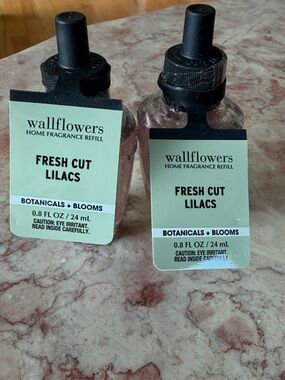 wallflowers
HOME FRAGRANCE REFILL
FRESH CUT
LILACS
BOTANICALS + BLOOMS
0.8 FL OZ / 24 mL
CAUTION: EYE IRRITANT.
READ INSIDE CAREFULLY.
wallflowers
HOME FRAGRANCE REFILL
FRESH CUT
LILACS
BOTANICALS + BLOOMS
0.8 FL OZ / 24 mL
CAUTION: EYE IRRITANT.
READ INSIDE CAREFULLY.